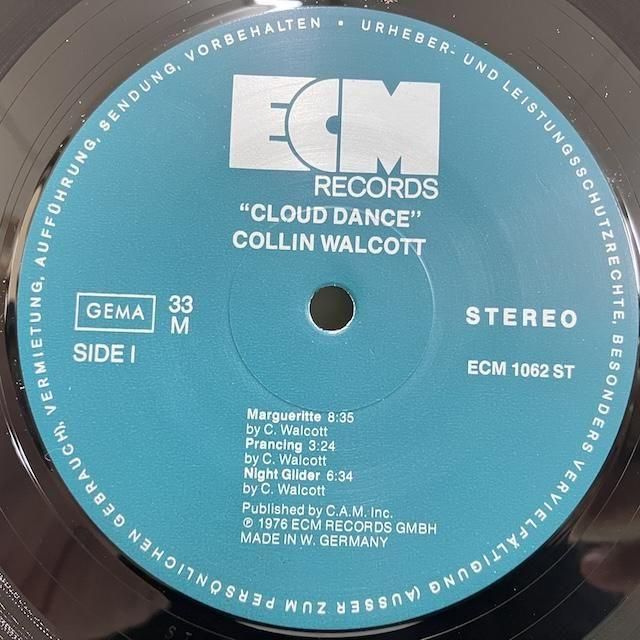 URHEBER- UND LEISTUNGSSCHUTZRECHTE, BESONDERS VERVIELFÄLTIGUNG (AUSSER ZUM PERSÖNLICHEN GEBRAUCH), VERMIETUNG, AUFFÜHRUNG, SENDUNG, VORBEHALTEN •
ECM
RECORDS
"CLOUD DANCE"
COLLIN WALCOTT
GEMA 33
M
SIDE I
STEREO
ECM 1062 ST
Margueritte 8:35
by C. Walcott
Prancing 3:24
by C. Walcott
Night Glider 6:34
by C. Walcott
Published by C.A.M. Inc.
℗ 1976 ECM RECORDS GMBH
MADE IN W. GERMANY